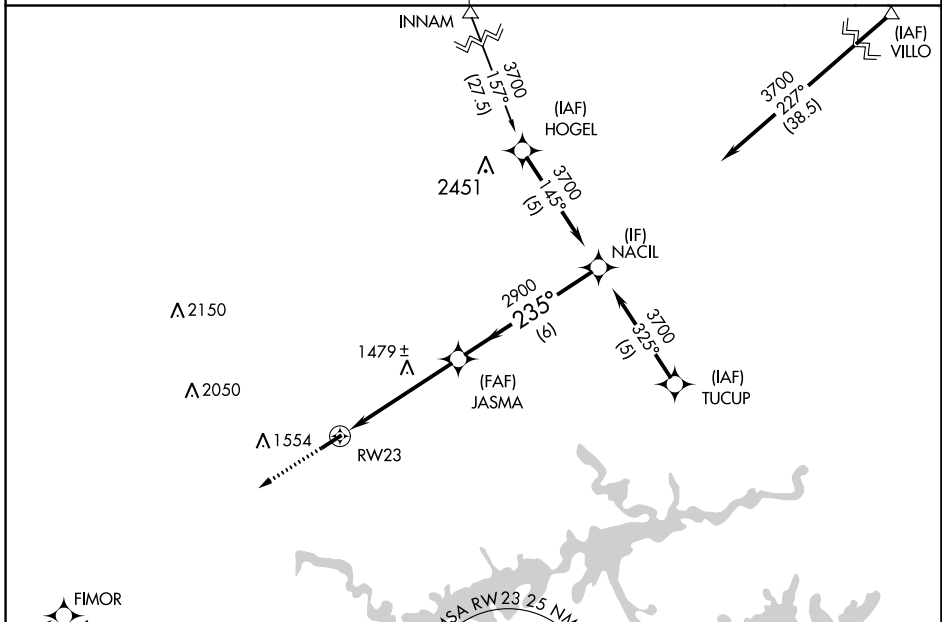 INNAM
3700
157°
(27.5)
(IAF)
VILLO
3700
227°
(38.5)
(IAF)
HOGEL
2451
3700
145°
(5)
(IF)
NACIL
2900
235°
(6)
2150
1479 ±
3700
325°
(5)
(FAF)
JASMA
(IAF)
TUCUP
2050
1554
RW23
FIMOR
MSA RW23 25 NM